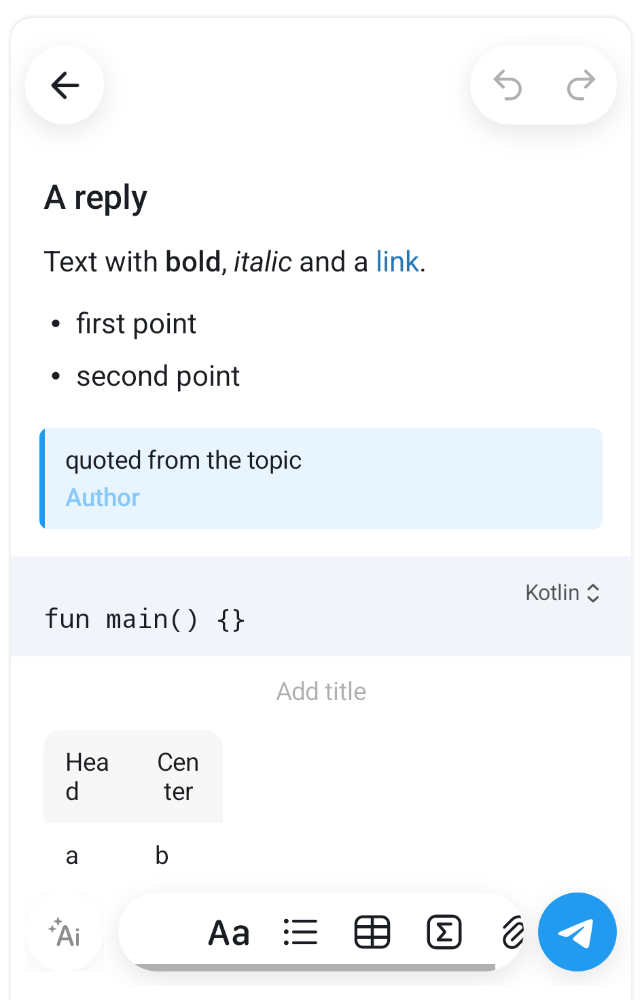 A reply
Text with bold, italic and a link.
• first point
• second point
quoted from the topic
Author
Kotlin
fun main() {}
Add title
Hea
d
Cen
ter
a
b
Ai
Aa
Σ